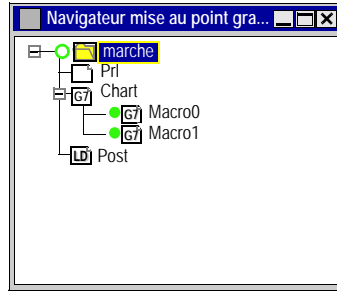 Navigateur mise au point gra...
marche
Prl
G7 Chart
G7 Macro0
G7 Macro1
LD Post